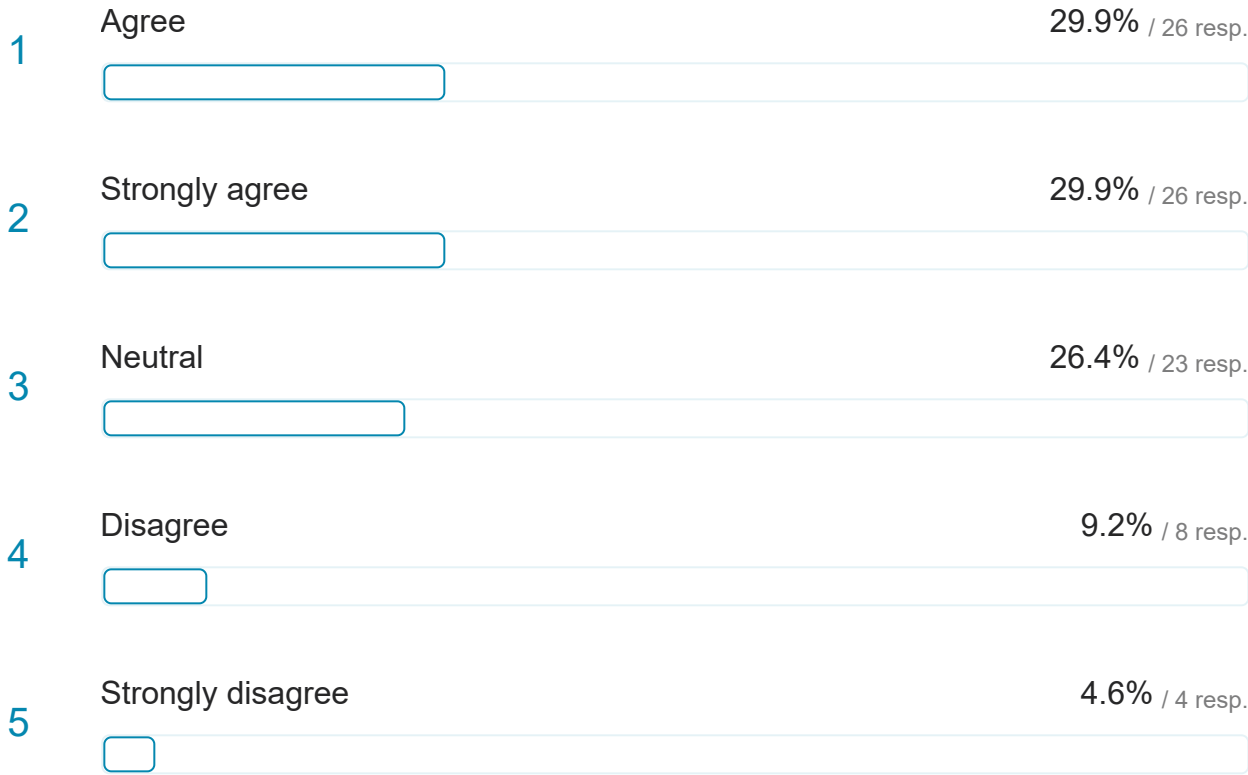 1 Agree 29.9% / 26 resp.
2 Strongly agree 29.9% / 26 resp.
3 Neutral 26.4% / 23 resp.
4 Disagree 9.2% / 8 resp.
5 Strongly disagree 4.6% / 4 resp.